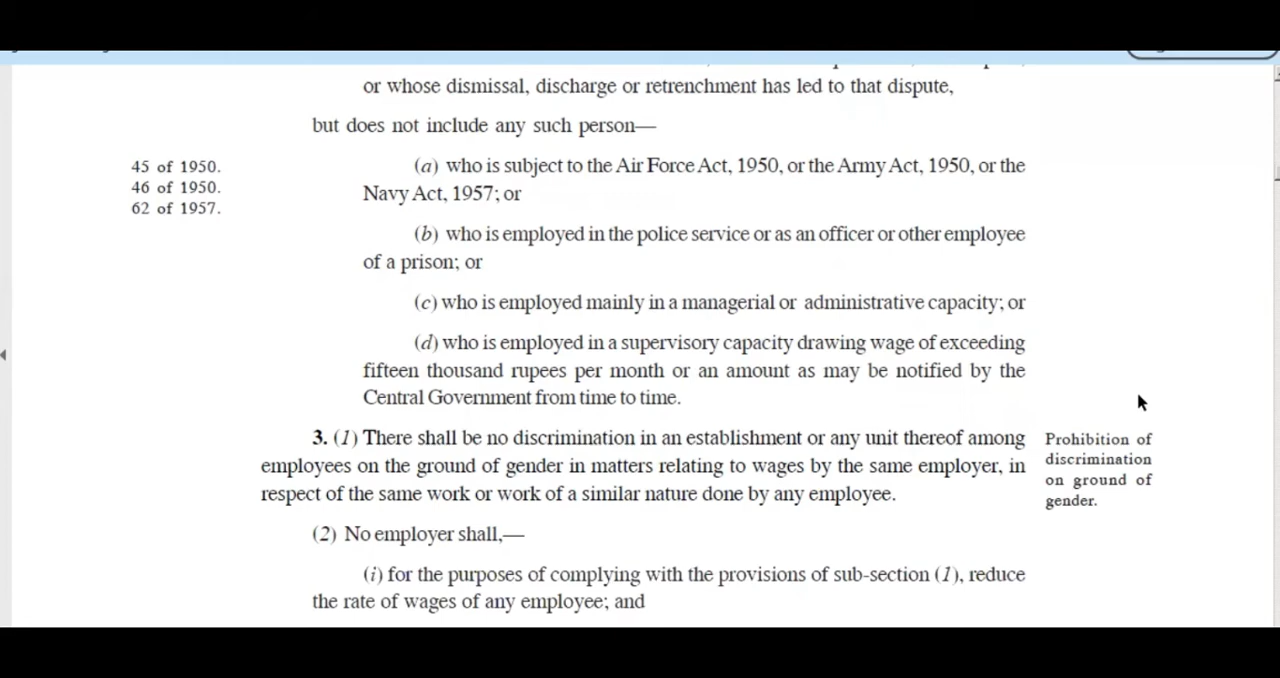 or whose dismissal, discharge or retrenchment has led to that dispute,
but does not include any such person—
45 of 1950.
46 of 1950.
62 of 1957.
(a) who is subject to the Air Force Act, 1950, or the Army Act, 1950, or the
Navy Act, 1957; or
(b) who is employed in the police service or as an officer or other employee
of a prison; or
(c) who is employed mainly in a managerial or administrative capacity; or
(d) who is employed in a supervisory capacity drawing wage of exceeding
fifteen thousand rupees per month or an amount as may be notified by the
Central Government from time to time.
3. (1) There shall be no discrimination in an establishment or any unit thereof among
employees on the ground of gender in matters relating to wages by the same employer, in
respect of the same work or work of a similar nature done by any employee.
Prohibition of
discrimination
on ground of
gender.
(2) No employer shall,—
(i) for the purposes of complying with the provisions of sub-section (1), reduce
the rate of wages of any employee; and